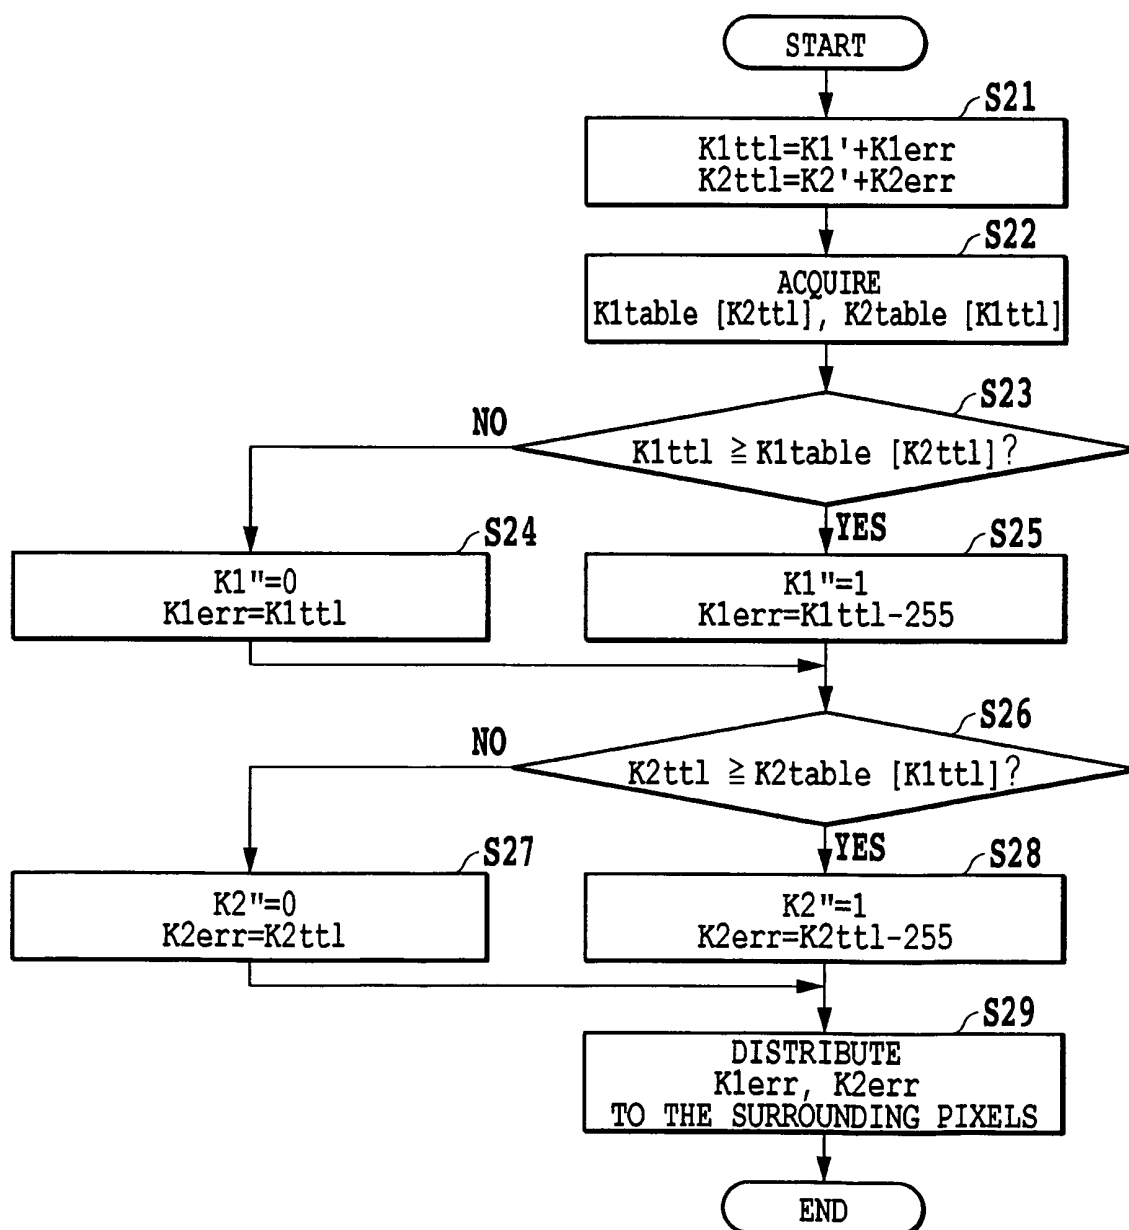 START
S21
K1ttl=K1'+K1err
K2ttl=K2'+K2err
S22
ACQUIRE
K1table [K2ttl], K2table [K1ttl]
S23
NO
K1ttl ≧ K1table [K2ttl]?
YES
S24
K1"=0
K1err=K1ttl
S25
K1"=1
K1err=K1ttl-255
S26
NO
K2ttl ≧ K2table [K1ttl]?
YES
S27
K2"=0
K2err=K2ttl
S28
K2"=1
K2err=K2ttl-255
S29
DISTRIBUTE
K1err, K2err
TO THE SURROUNDING PIXELS
END